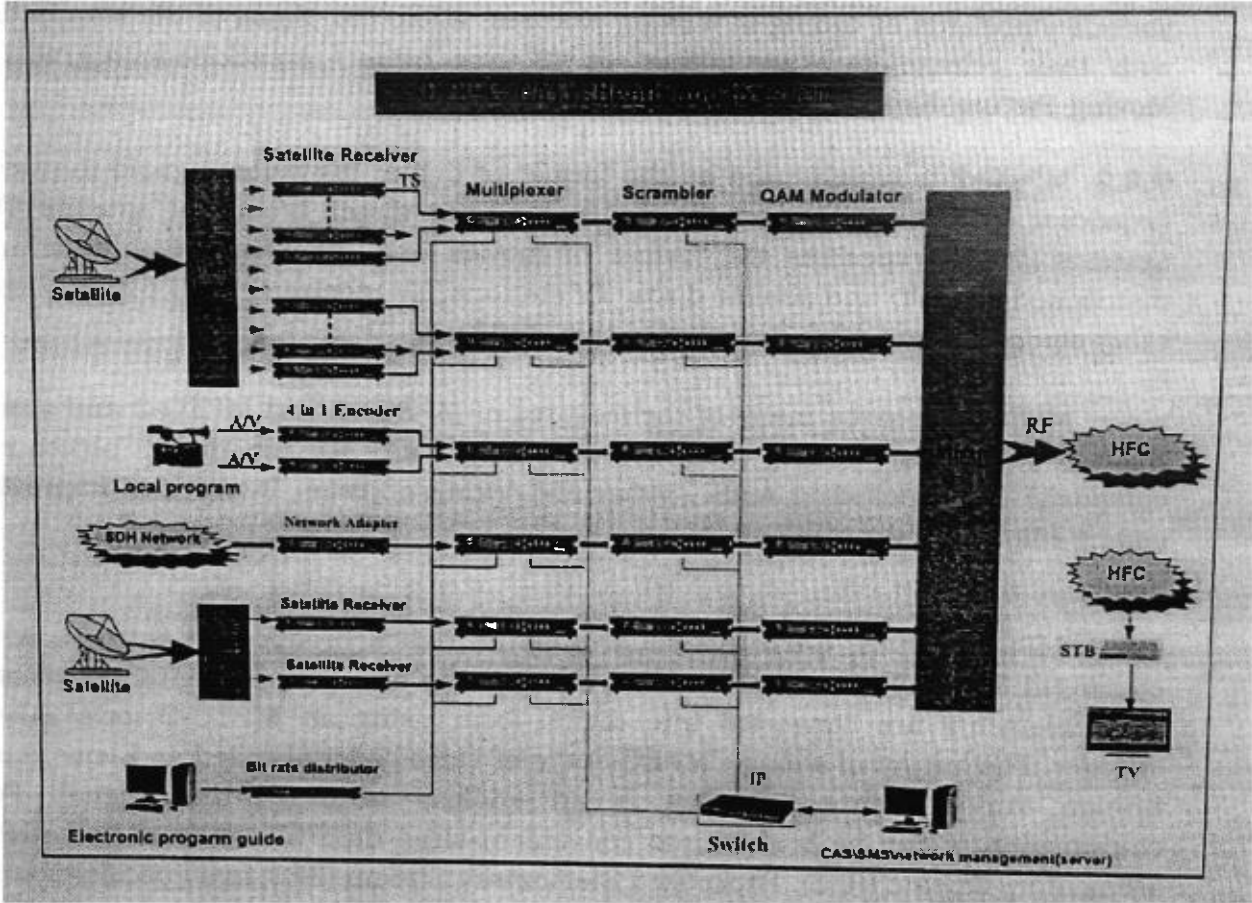 Satellite Receiver
TS
Multiplexer
Scrambler
QAM Modulator
Satellite
4 in 1 Encoder
A/V
A/V
Local program
RF
HFC
SDH Network
Network Adapter
HFC
Satellite Receiver
STB
Satellite
Satellite Receiver
TV
Bit rate distributor
IP
Electronic progarm guide
Switch
CAS\SMS\network management(server)